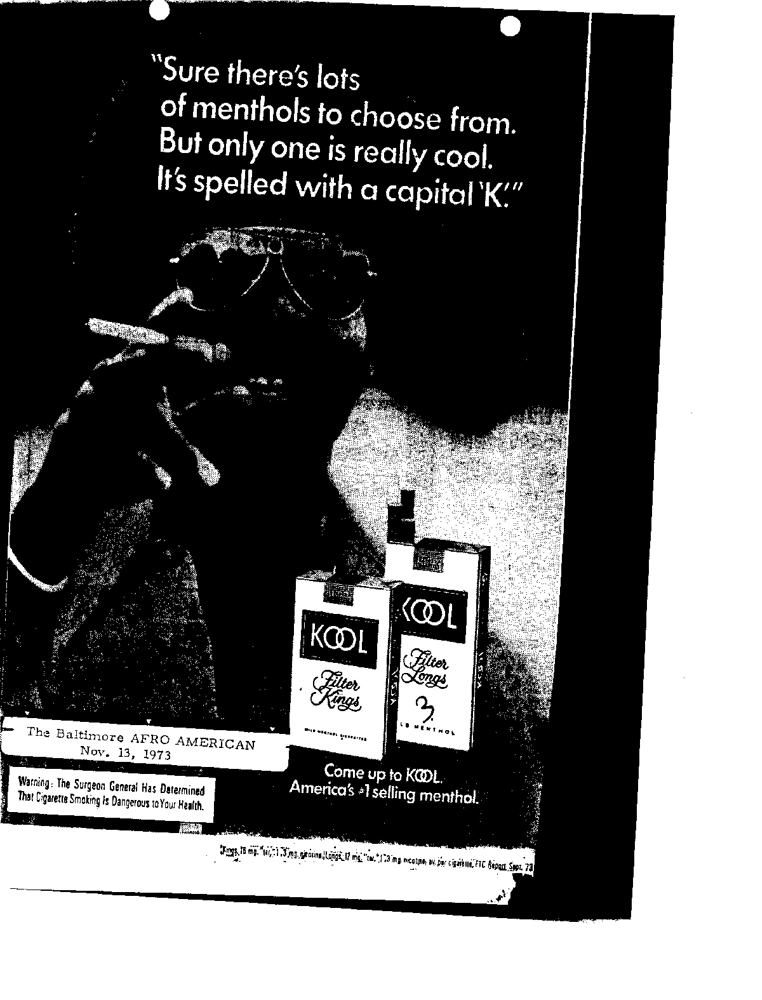 "Sure there's lots
of menthols to choose from.
But only one is really cool.
It's spelled with a capital 'K'."
KOOL
Filter
Kings
KOOL
Filter
Longs
MENTHOL
The Baltimore AFRO AMERICAN
Nov. 13, 1973
Come up to KOOL.
America's #1 selling menthol.
Warning: The Surgeon General Has Determined
That Cigarette Smoking Is Dangerous to Your Health.
Kings, 16 mg. "tar," 1.3 mg. nicotine; Longs, 17 mg. "tar," 1.3 mg. nicotine, av. per cigarette, FTC Report Sept. 73